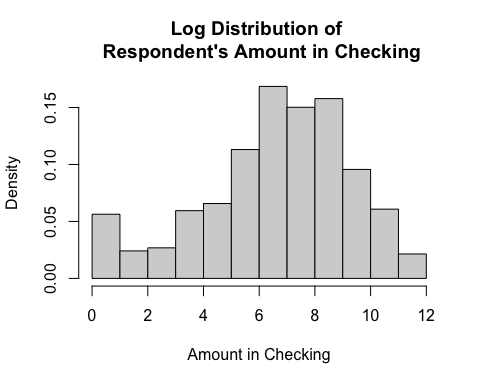 Log Distribution of
Respondent's Amount in Checking
Density
0.15
0.10
0.05
0.00
0 2 4 6 8 10 12
Amount in Checking